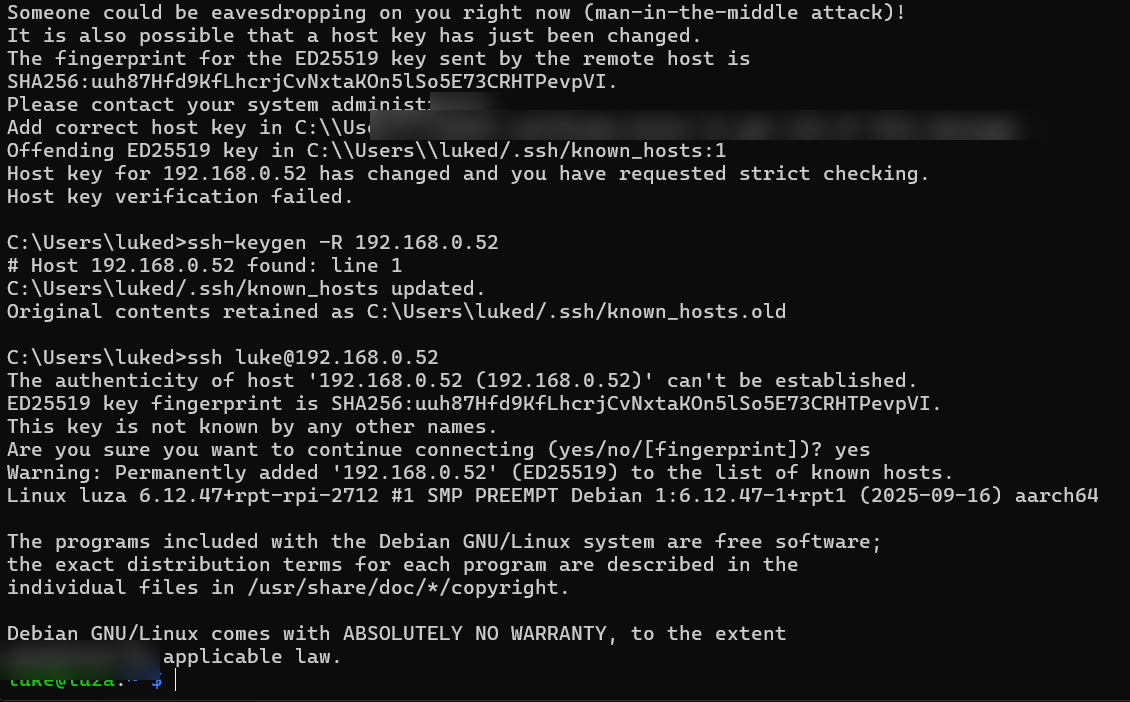 Someone could be eavesdropping on you right now (man-in-the-middle attack)!
It is also possible that a host key has just been changed.
The fingerprint for the ED25519 key sent by the remote host is
SHA256:uuh87Hfd9KfLhcrjCvNxtaKOn5lSo5E73CRHTPevpVI.
Please contact your system
Add correct host key in
Offending ED25519 key in C:\\Users\\luked/.ssh/known_hosts:1
Host key for 192.168.0.52 has changed and you have requested strict checking.
Host key verification failed.
C:\Users\luked>ssh-keygen -R 192.168.0.52
# Host 192.168.0.52 found: line 1
C:\Users\luked/.ssh/known_hosts updated.
Original contents retained as C:\Users\luked/.ssh/known_hosts.old
C:\Users\luked>ssh luke@192.168.0.52
The authenticity of host '192.168.0.52 (192.168.0.52)' can't be established.
ED25519 key fingerprint is SHA256:uuh87Hfd9KfLhcrjCvNxtaKOn5lSo5E73CRHTPevpVI.
This key is not known by any other names.
Are you sure you want to continue connecting (yes/no/[fingerprint])? yes
Warning: Permanently added '192.168.0.52' (ED25519) to the list of known hosts.
Linux luza 6.12.47+rpt-rpi-2712 #1 SMP PREEMPT Debian 1:6.12.47-1+rpt1 (2025-09-16) aarch64
The programs included with the Debian GNU/Linux system are free software;
the exact distribution terms for each program are described in the
individual files in /usr/share/doc/*/copyright.
Debian GNU/Linux comes with ABSOLUTELY NO WARRANTY, to the extent
applicable law.
luke@luza:~ $